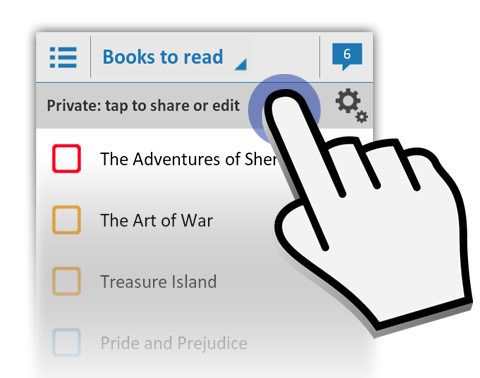 Books to read
6
Private: tap to share or edit
The Adventures of Sher
The Art of War
Treasure Island
Pride and Prejudice